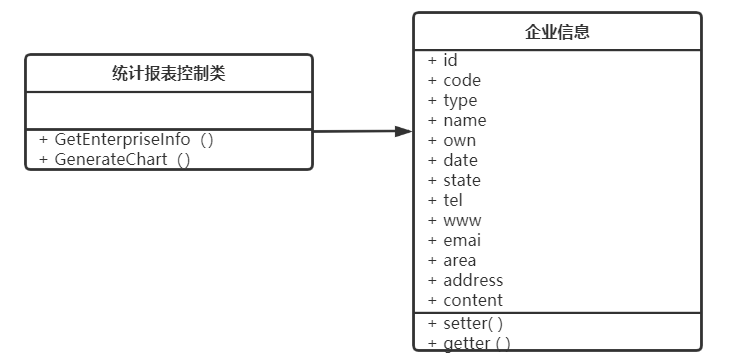 统计报表控制类
+ GetEnterpriseInfo （）
+ GenerateChart （）
企业信息
+ id
+ code
+ type
+ name
+ own
+ date
+ state
+ tel
+ www
+ emai
+ area
+ address
+ content
+ setter( )
+ getter ( )